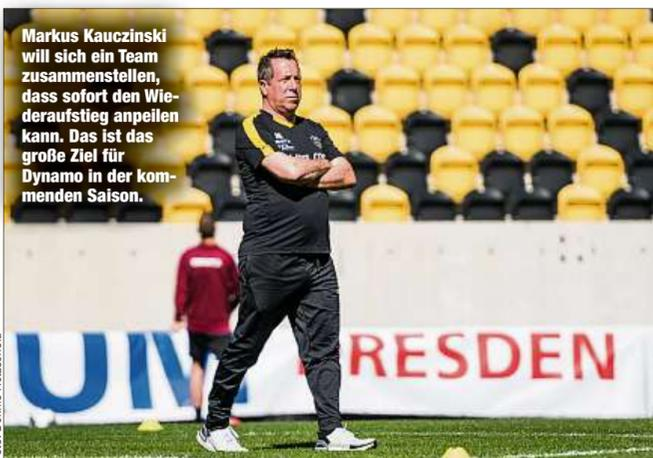 Markus Kauczinski
will sich ein Team
zusammenstellen,
dass sofort den Wie-
deraufstieg anpeilen
kann. Das ist das
große Ziel für
Dynamo in der kom-
menden Saison.
UM RESDEN